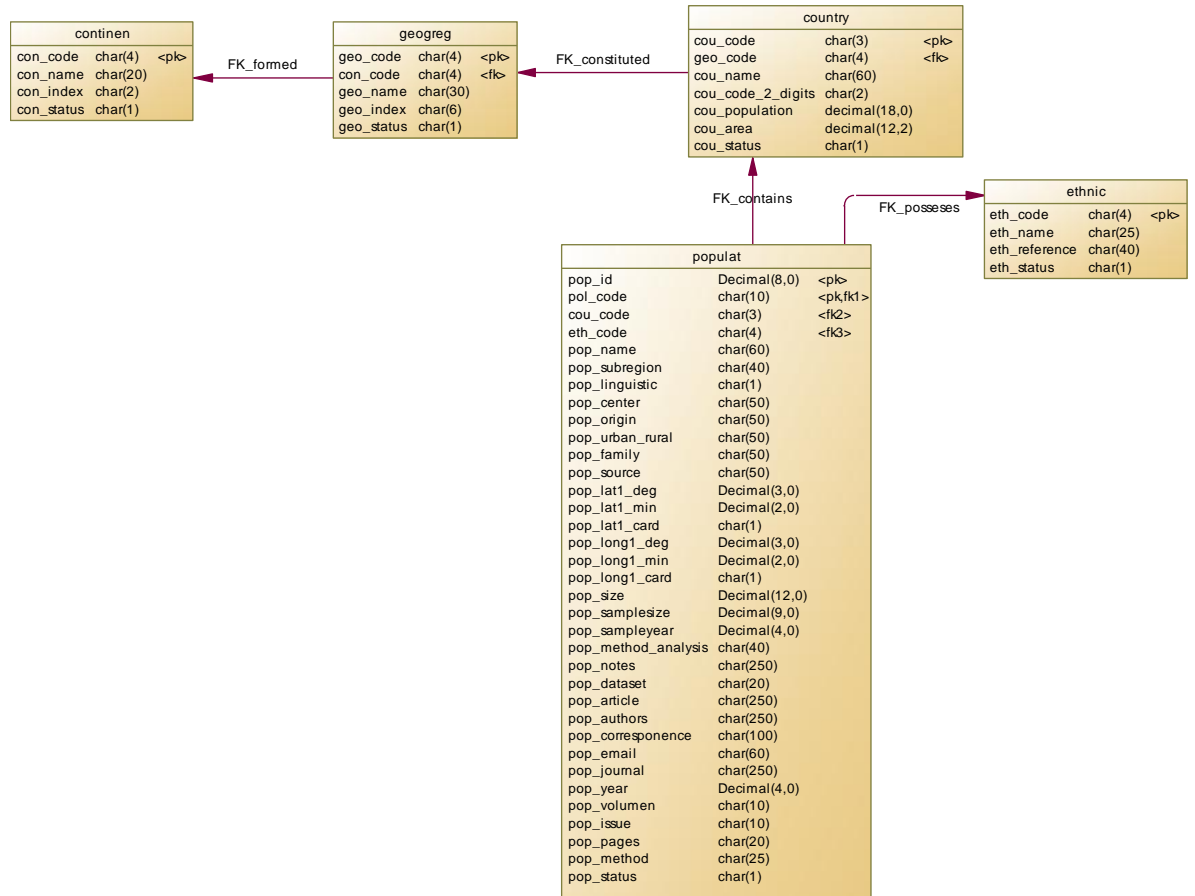 continen
con_code char(4) <pk>
con_name char(20)
con_index char(2)
con_status char(1)
FK_formed
geogreg
geo_code char(4) <pk>
con_code char(4) <fk>
geo_name char(30)
geo_index char(6)
geo_status char(1)
FK_constituted
country
cou_code char(3) <pk>
geo_code char(4) <fk>
cou_name char(60)
cou_code_2_digits char(2)
cou_population decimal(18,0)
cou_area decimal(12,2)
cou_status char(1)
FK_contains
FK_posseses
ethnic
eth_code char(4) <pk>
eth_name char(25)
eth_reference char(40)
eth_status char(1)
populat
pop_id Decimal(8,0) <pk>
pol_code char(10) <pk,fk1>
cou_code char(3) <fk2>
eth_code char(4) <fk3>
pop_name char(60)
pop_subregion char(40)
pop_linguistic char(1)
pop_center char(50)
pop_origin char(50)
pop_urban_rural char(50)
pop_family char(50)
pop_source char(50)
pop_lat1_deg Decimal(3,0)
pop_lat1_min Decimal(2,0)
pop_lat1_card char(1)
pop_long1_deg Decimal(3,0)
pop_long1_min Decimal(2,0)
pop_long1_card char(1)
pop_size Decimal(12,0)
pop_samplesize Decimal(9,0)
pop_sampleyear Decimal(4,0)
pop_method_analysis char(40)
pop_notes char(250)
pop_dataset char(20)
pop_article char(250)
pop_authors char(250)
pop_corresponence char(100)
pop_email char(60)
pop_journal char(250)
pop_year Decimal(4,0)
pop_volumen char(10)
pop_issue char(10)
pop_pages char(20)
pop_method char(25)
pop_status char(1)